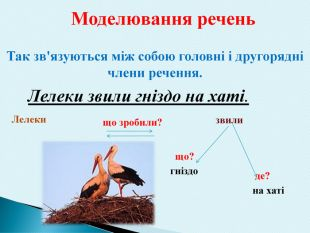 Моделювання речень
Так зв'язуються між собою головні і другорядні
члени речення.
Лелеки звили гніздо на хаті.
Лелеки
що зробили?
звили
що?
гніздо
де?
на хаті